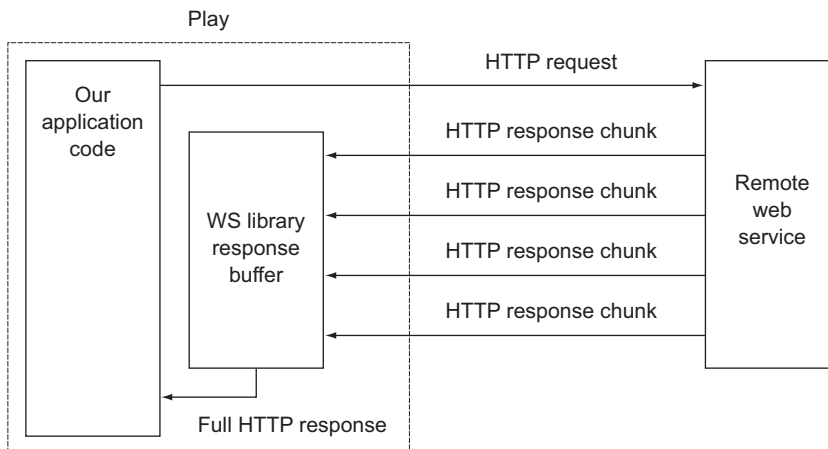 Play
Our
application
code
HTTP request
HTTP response chunk
HTTP response chunk
HTTP response chunk
HTTP response chunk
WS library
response
buffer
Remote
web
service
Full HTTP response